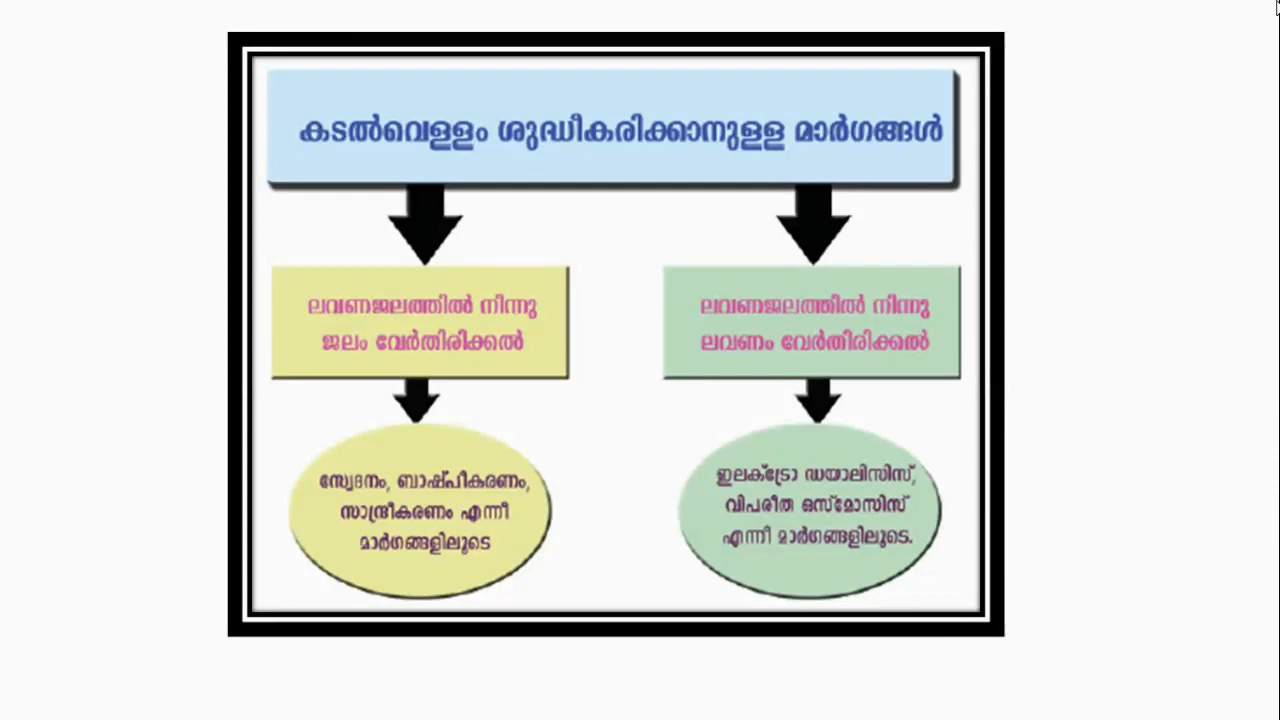 കടൽവെള്ളം ശുദ്ധീകരിക്കാനുള്ള മാർഗങ്ങൾ
ലവണജലത്തിൽ നിന്നു
ജലം വേർതിരിക്കൽ
സ്വേദനം, ബാഷ്പീകരണം,
സാന്ദ്രീകരണം എന്നീ
മാർഗങ്ങളിലൂടെ
ലവണജലത്തിൽ നിന്നു
ലവണം വേർതിരിക്കൽ
ഇലക്ട്രോ ഡയാലിസിസ്,
വിപരീത ഒസ്മോസിസ്
എന്നീ മാർഗങ്ങളിലൂടെ.